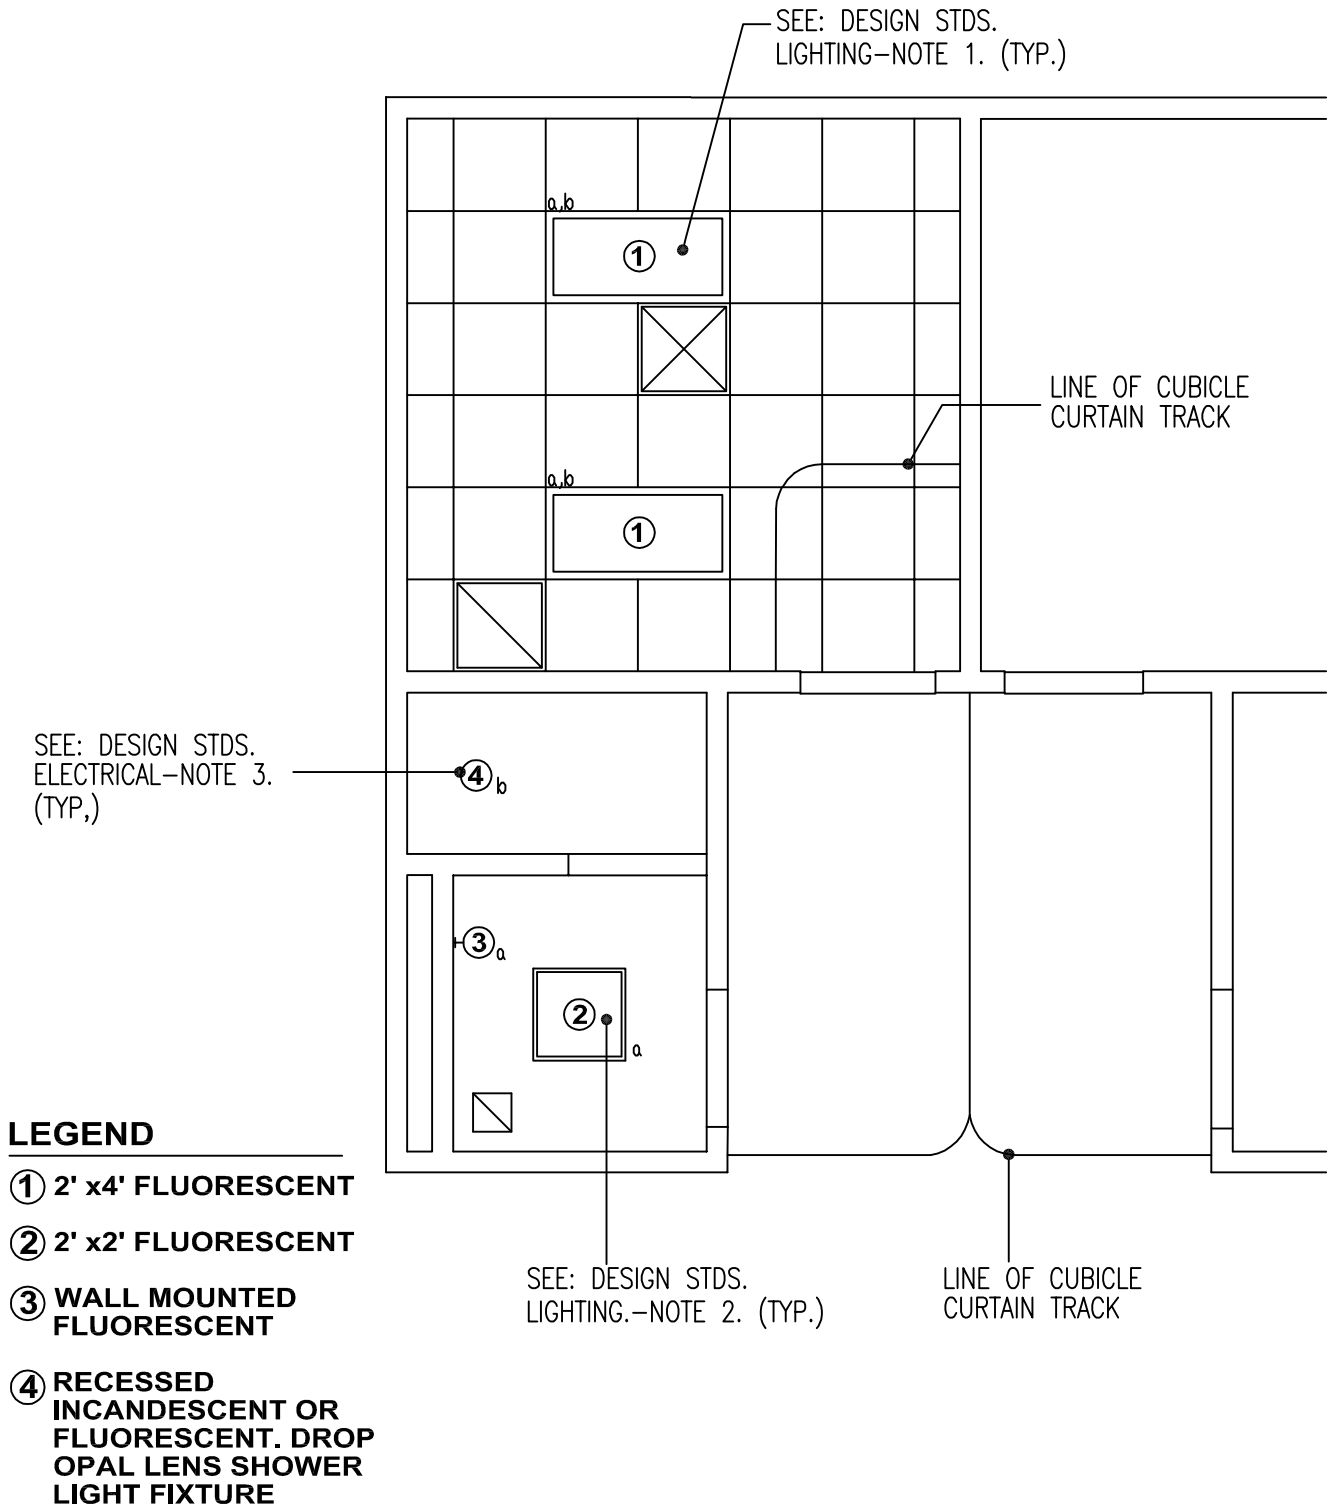 SEE: DESIGN STDS.
LIGHTING-NOTE 1. (TYP.)
a,b
1
LINE OF CUBICLE
CURTAIN TRACK
a,b
1
SEE: DESIGN STDS.
ELECTRICAL-NOTE 3.
(TYP,)
4 b
3 a
2
a
LEGEND
1 2' x4' FLUORESCENT
2 2' x2' FLUORESCENT
3 WALL MOUNTED
FLUORESCENT
4 RECESSED
INCANDESCENT OR
FLUORESCENT. DROP
OPAL LENS SHOWER
LIGHT FIXTURE
SEE: DESIGN STDS.
LIGHTING.-NOTE 2. (TYP.)
LINE OF CUBICLE
CURTAIN TRACK